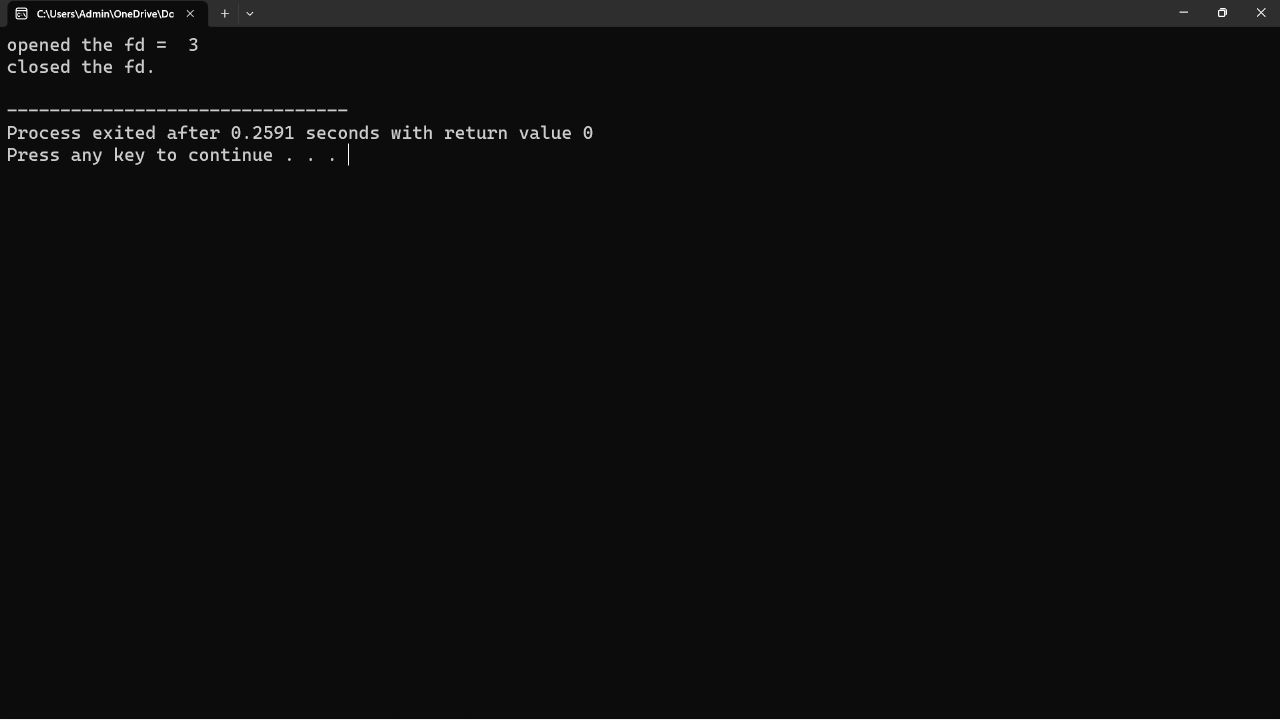 C:\Users\Admin\OneDrive\Do
opened the fd =  3
closed the fd.
--------------------------------
Process exited after 0.2591 seconds with return value 0
Press any key to continue . . .